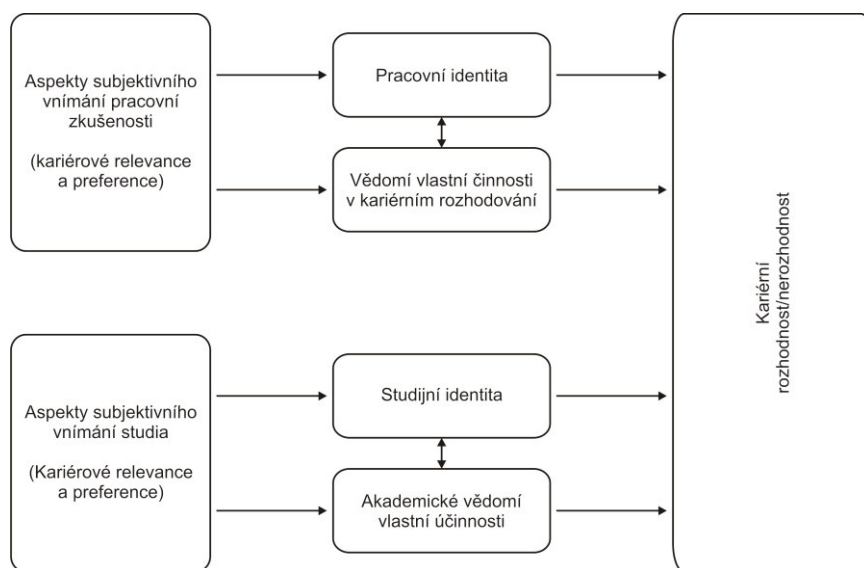 Aspekty subjektivního
vnímání pracovní
zkušenosti
(kariérové relevance
a preference)
Pracovní identita
Vědomí vlastní činnosti
v kariérním rozhodování
Aspekty subjektivního
vnímání studia
(Kariérové relevance
a preference)
Studijní identita
Akademické vědomí
vlastní účinnosti
Kariérní
rozhodnost/nerozhodnost